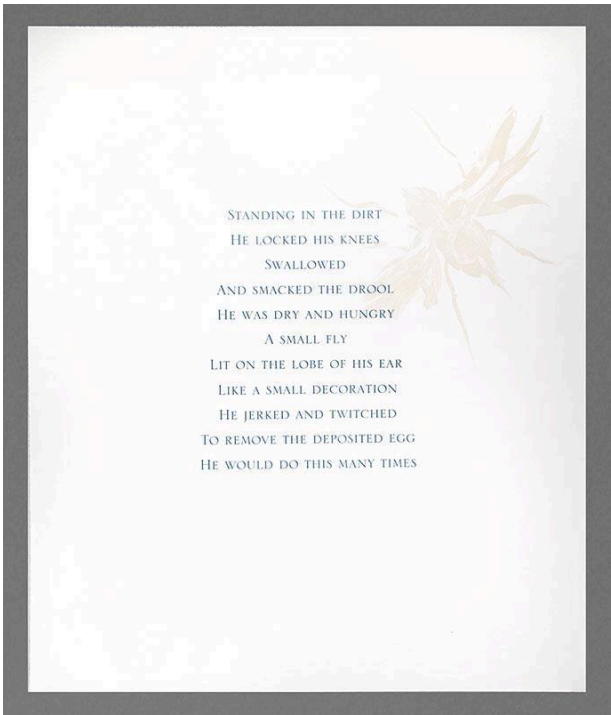 Standing in the dirt
He locked his knees
Swallowed
And smacked the drool
He was dry and hungry
A small fly
Lit on the lobe of his ear
Like a small decoration
He jerked and twitched
To remove the deposited egg
He would do this many times